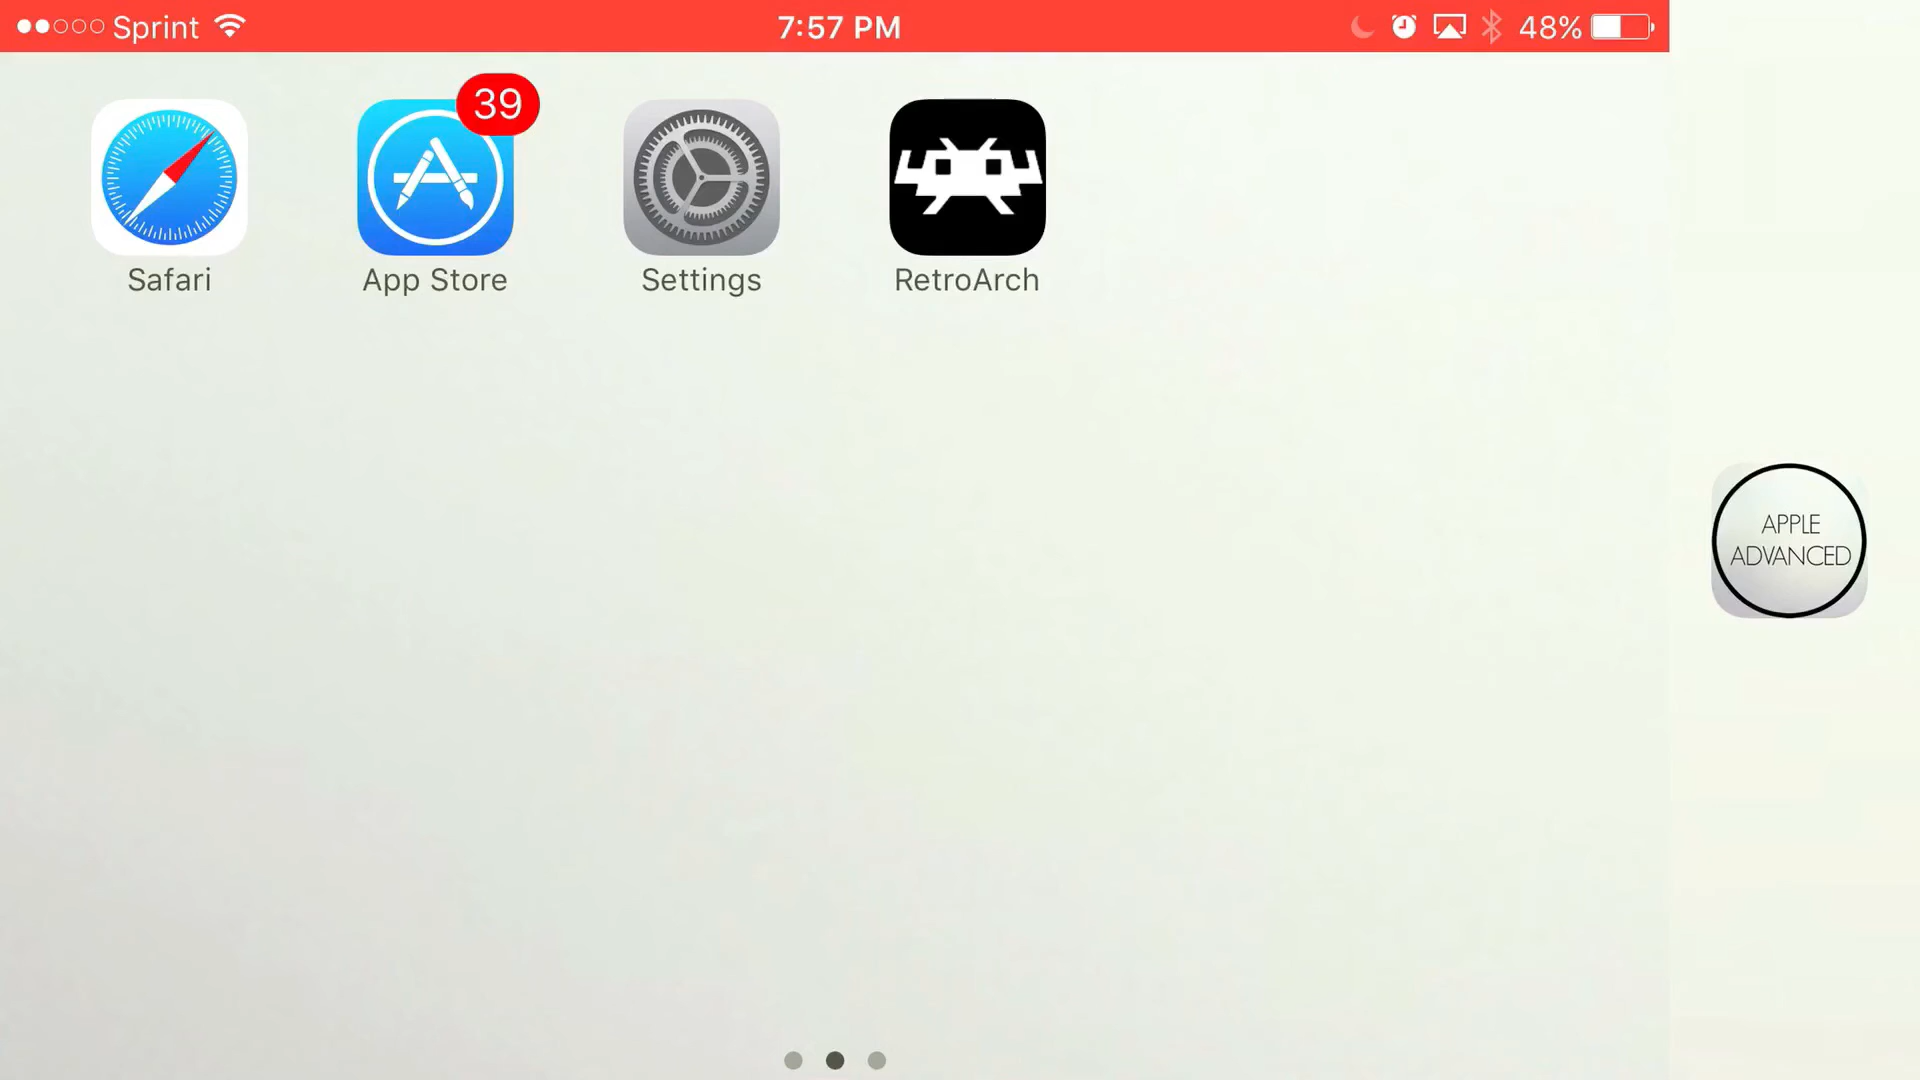 Sprint
7:57 PM
48%
39
Safari
App Store
Settings
RetroArch
APPLE
ADVANCED